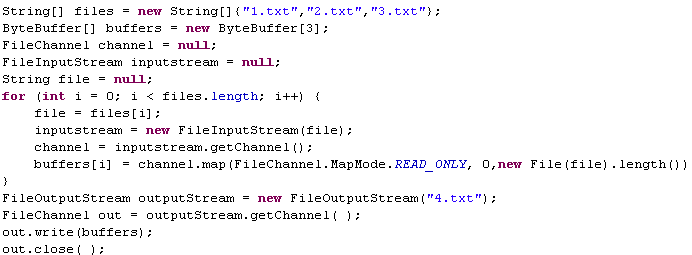 String[] files = new String[]{"1.txt","2.txt","3.txt"};
ByteBuffer[] buffers = new ByteBuffer[3];
FileChannel channel = null;
FileInputStream inputstream = null;
String file = null;
for (int i = 0; i < files.length; i++) {
    file = files[i];
    inputstream = new FileInputStream(file);
    channel = inputstream.getChannel();
    buffers[i] = channel.map(FileChannel.MapMode.READ_ONLY, 0,new File(file).length())
}
FileOutputStream outputStream = new FileOutputStream("4.txt");
FileChannel out = outputStream.getChannel( );
out.write(buffers);
out.close( );